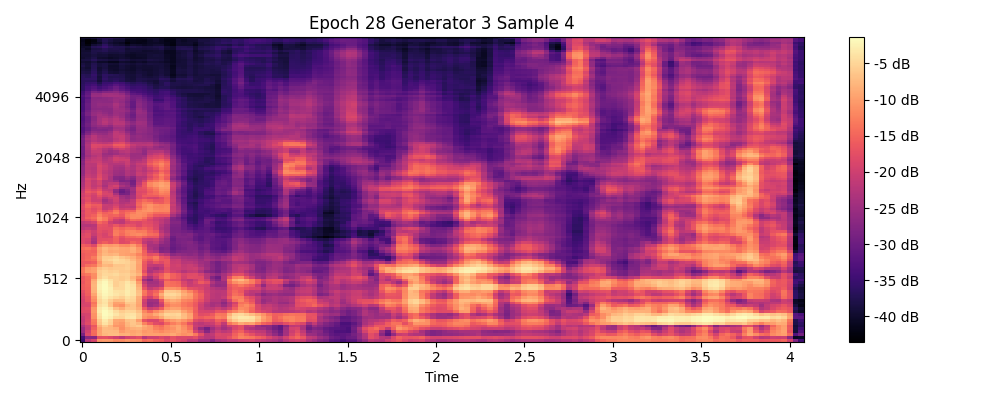 Epoch 28 Generator 3 Sample 4
Hz
4096
2048
1024
512
0
0
0.5
1
1.5
2
2.5
3
3.5
4
Time
-5 dB
-10 dB
-15 dB
-20 dB
-25 dB
-30 dB
-35 dB
-40 dB